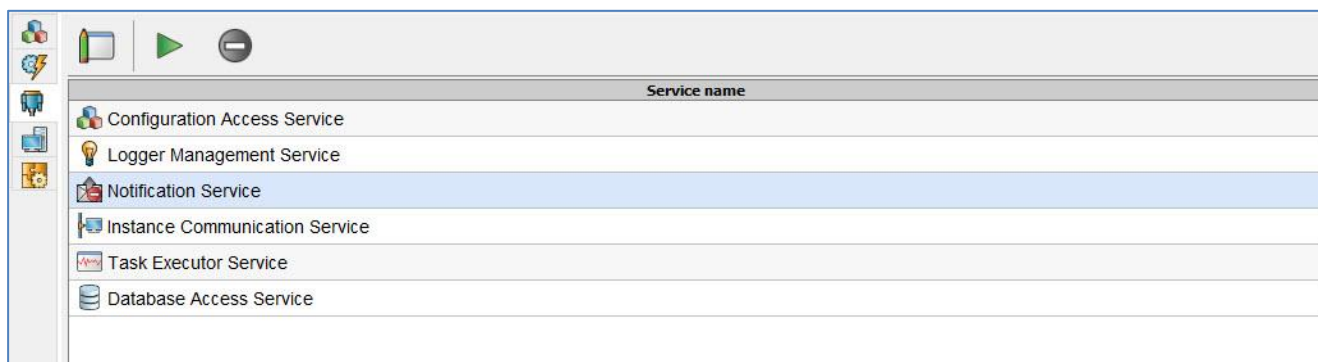 Service name
Configuration Access Service
Logger Management Service
Notification Service
Instance Communication Service
Task Executor Service
Database Access Service